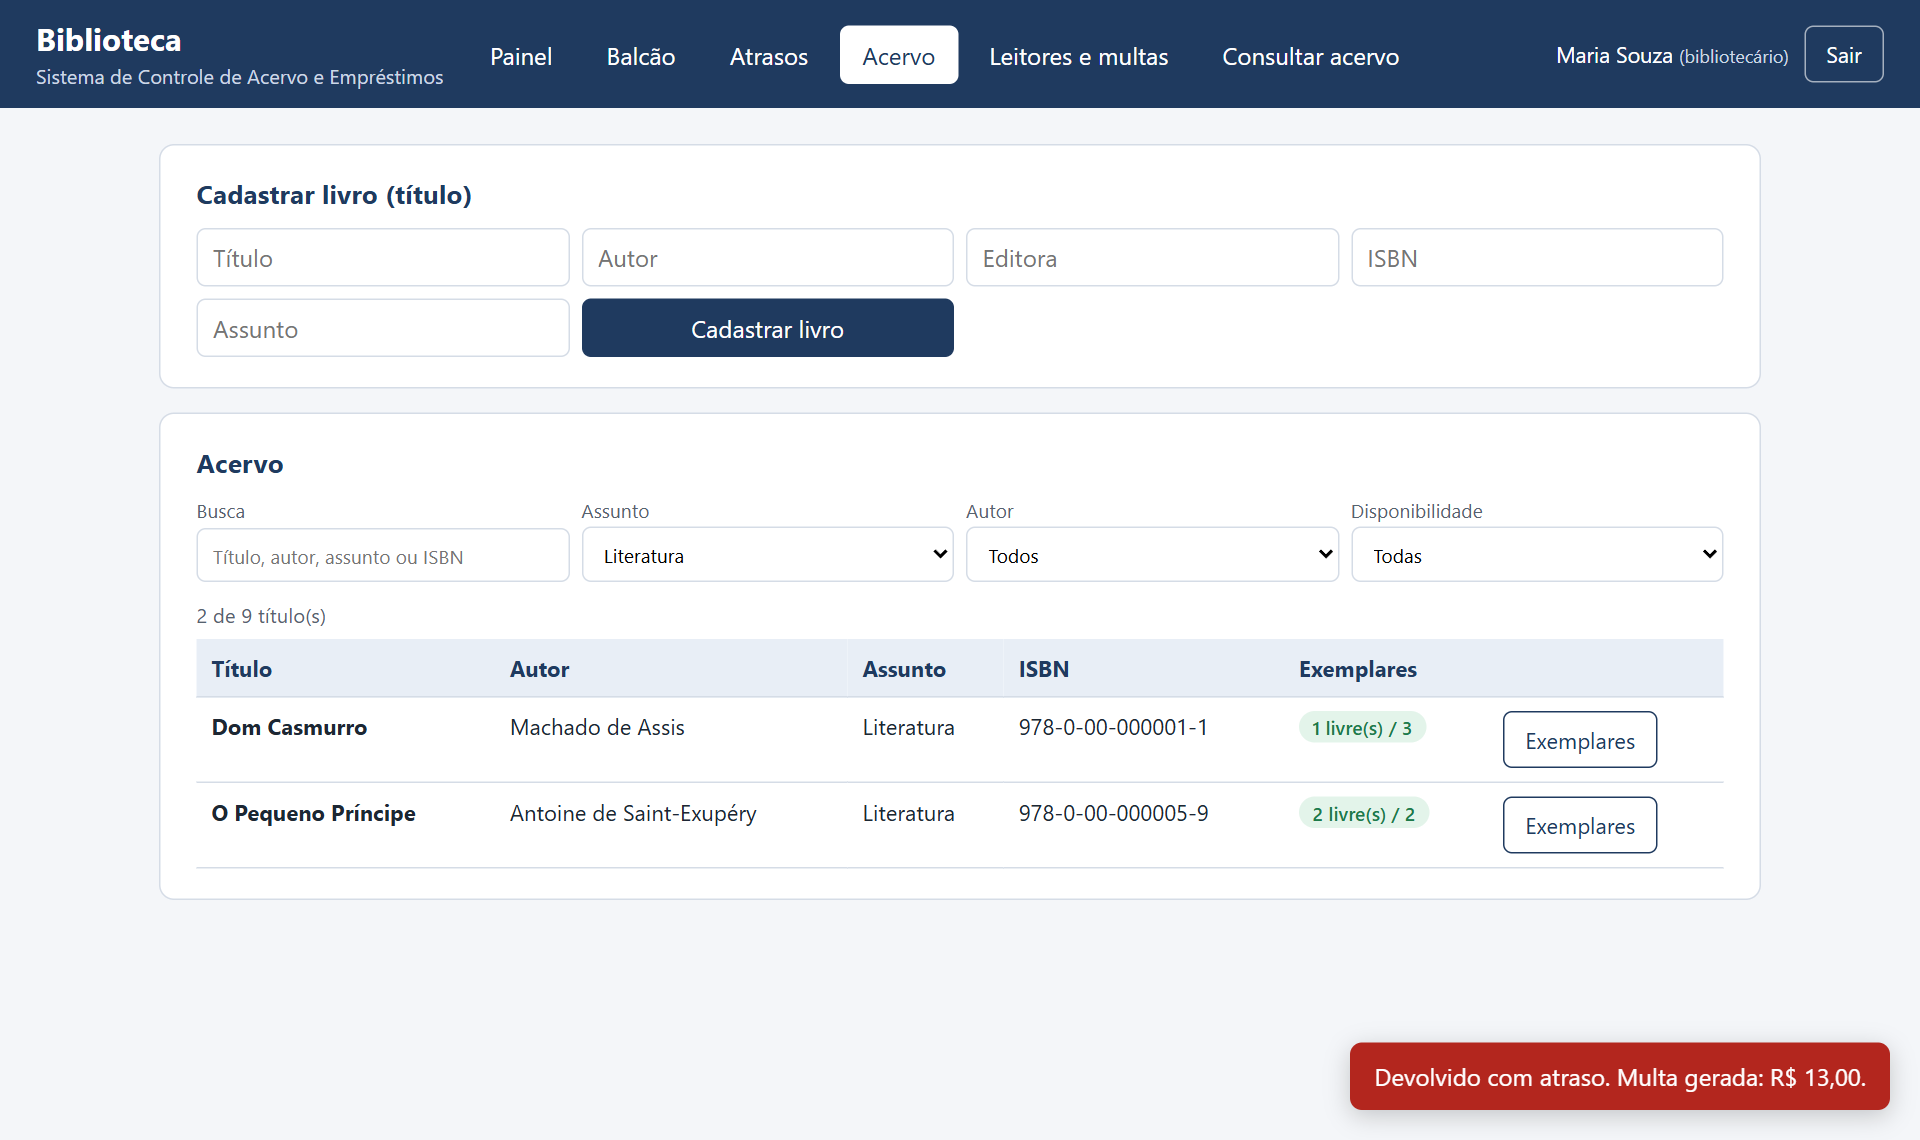 Biblioteca
Sistema de Controle de Acervo e Empréstimos
Painel Balcão Atrasos Acervo Leitores e multas Consultar acervo
Maria Souza (bibliotecário) Sair
Cadastrar livro (título)
Título Autor Editora ISBN
Assunto Cadastrar livro
Acervo
Busca Assunto Autor Disponibilidade
Título, autor, assunto ou ISBN Literatura Todos Todas
2 de 9 título(s)
Título Autor Assunto ISBN Exemplares
Dom Casmurro Machado de Assis Literatura 978-0-00-000001-1 1 livre(s) / 3 Exemplares
O Pequeno Príncipe Antoine de Saint-Exupéry Literatura 978-0-00-000005-9 2 livre(s) / 2 Exemplares
Devolvido com atraso. Multa gerada: R$ 13,00.